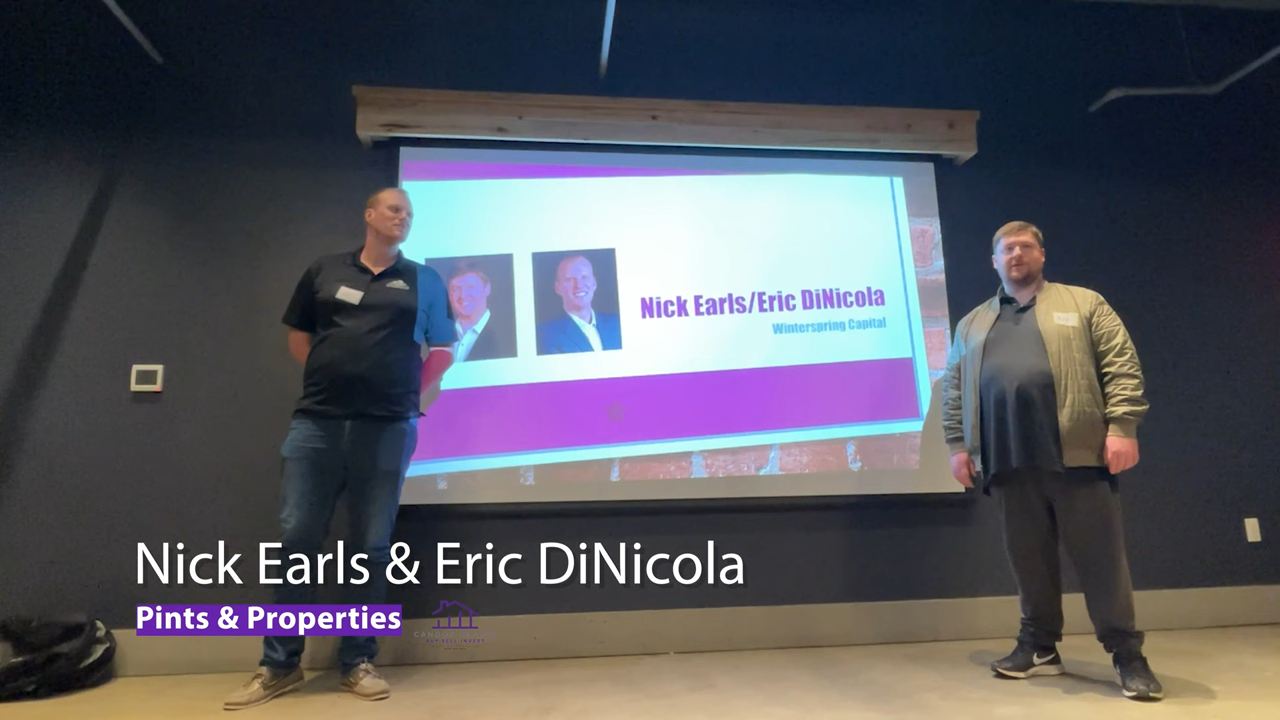 Nick Earls/Eric DiNicola
Winterspring Capital
Nick Earls & Eric DiNicola
Pints & Properties